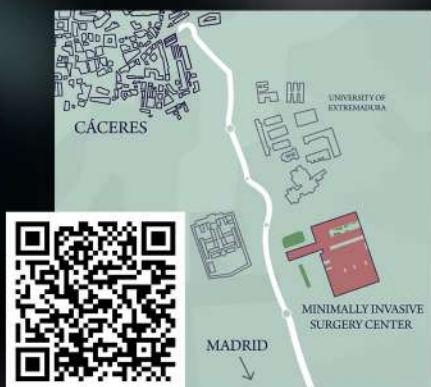 UNIVERSITY OF
EXTREMADURA
CÁCERES
MINIMALLY INVASIVE
SURGERY CENTER
MADRID